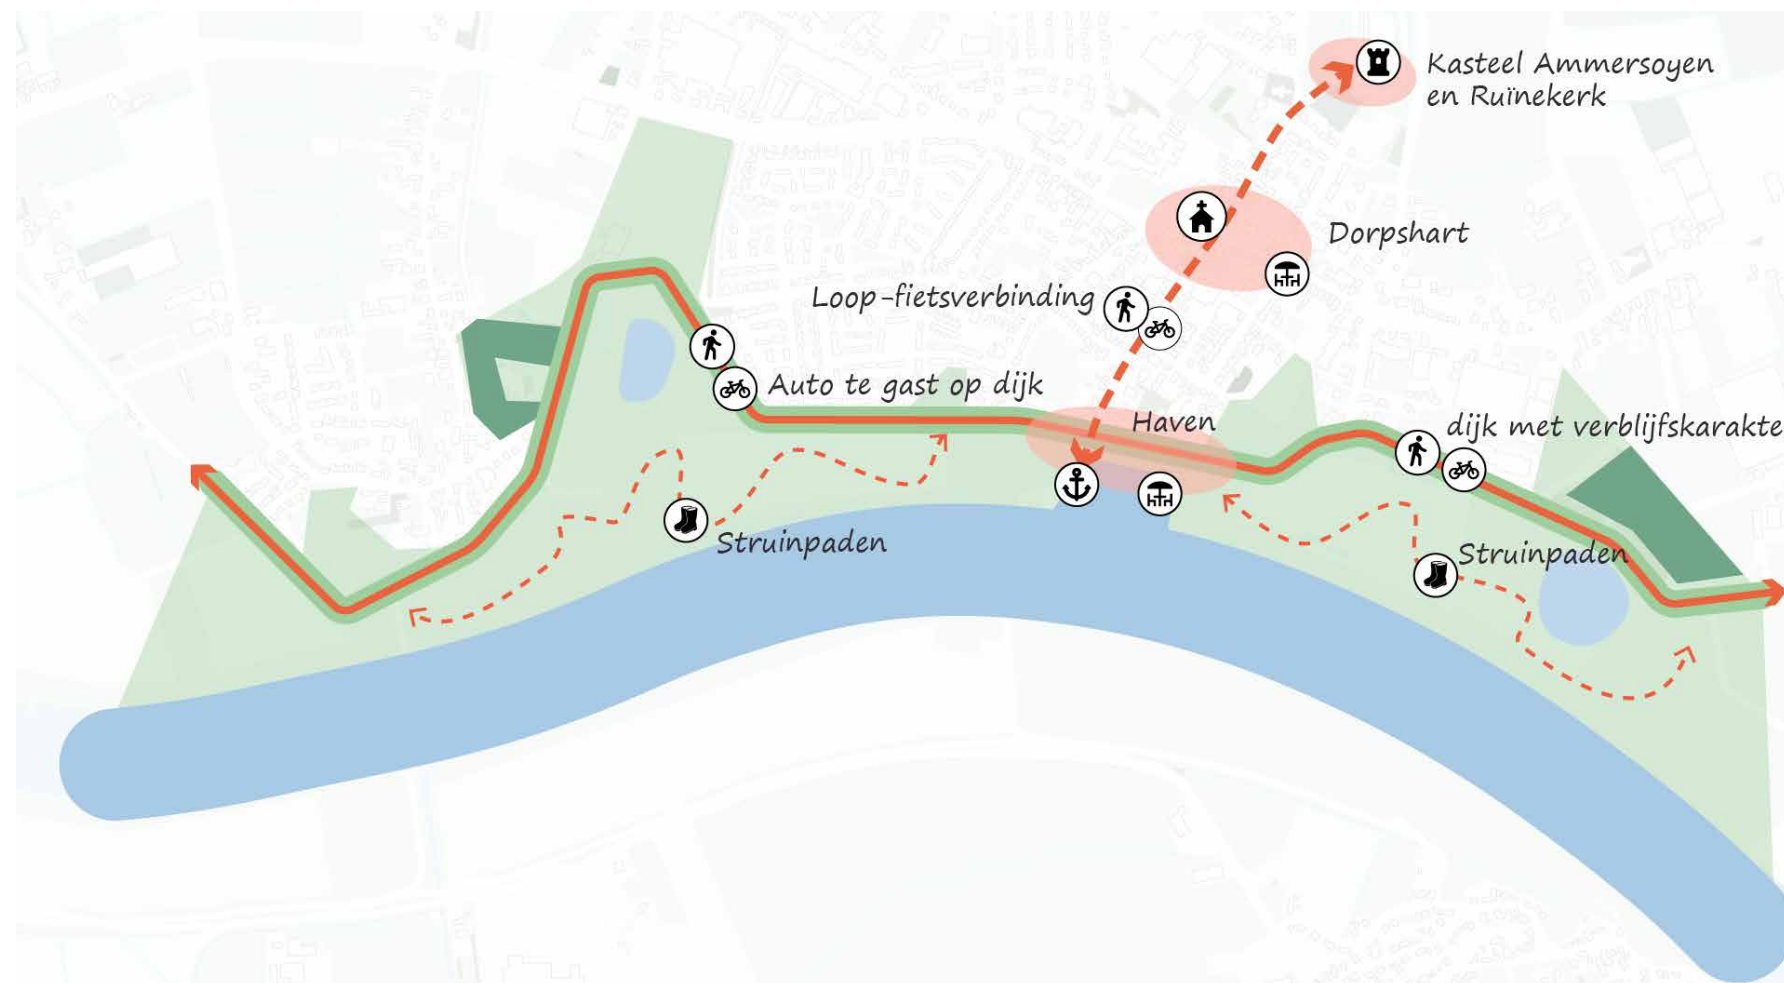 Kasteel Ammersoyen
en Ruïnekerk
Dorpshart
Loop-fietsverbinding
Auto te gast op dijk
Haven
dijk met verblijfskarakte
Struinpaden
Struinpaden